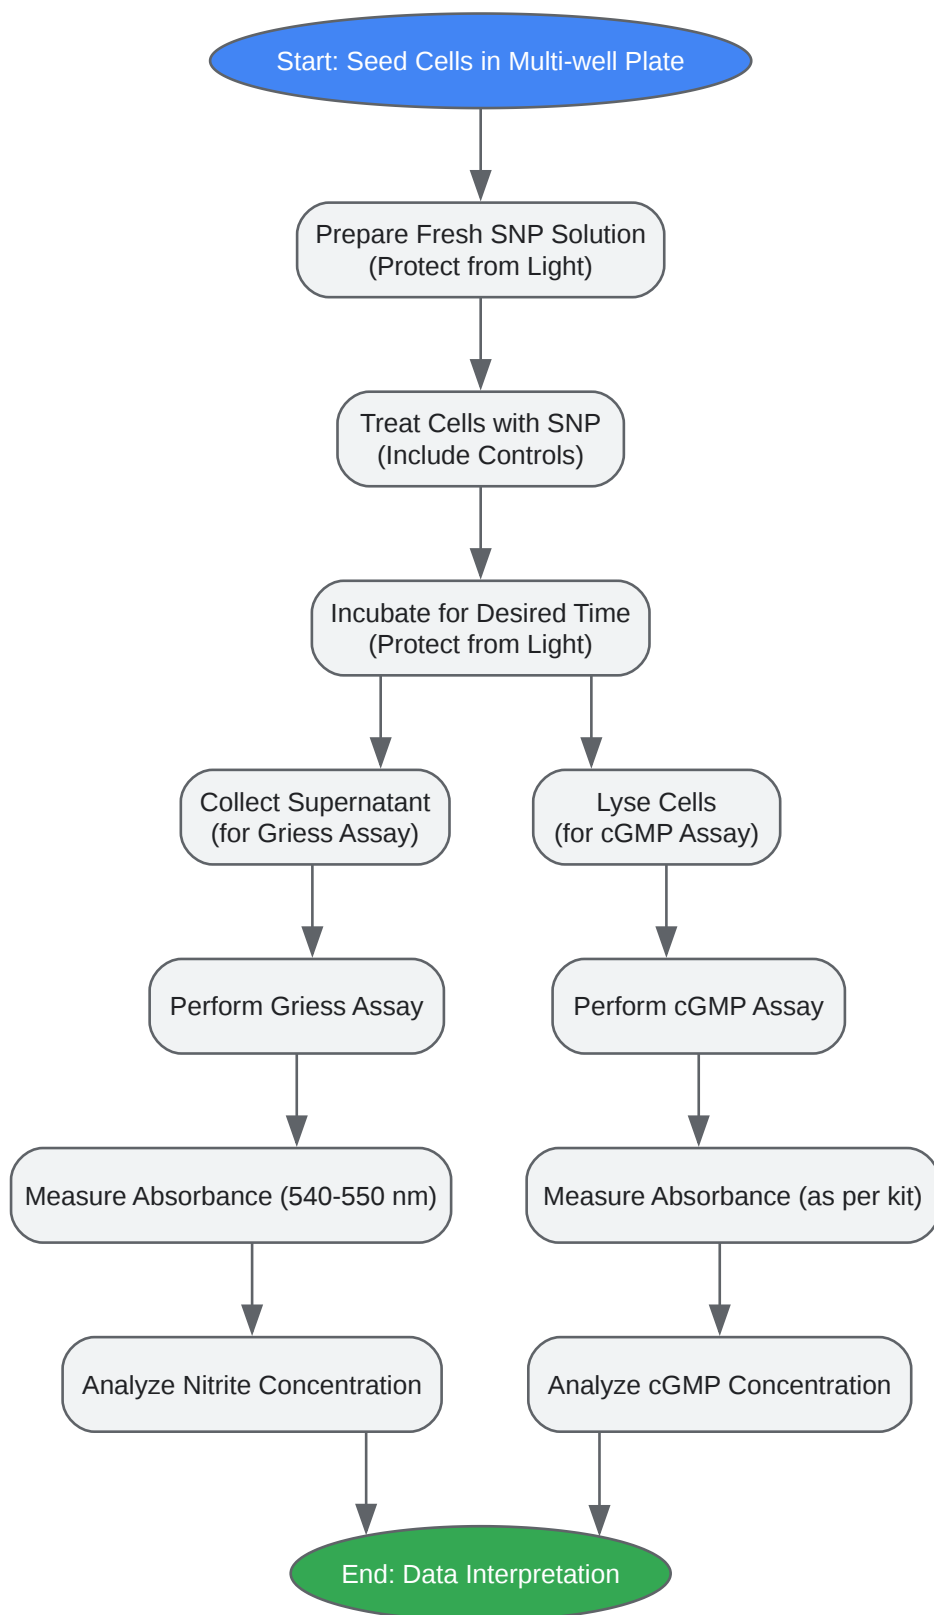 Start: Seed Cells in Multi-well Plate
Prepare Fresh SNP Solution
(Protect from Light)
Treat Cells with SNP
(Include Controls)
Incubate for Desired Time
(Protect from Light)
Collect Supernatant
(for Griess Assay)
Lyse Cells
(for cGMP Assay)
Perform Griess Assay
Perform cGMP Assay
Measure Absorbance (540-550 nm)
Measure Absorbance (as per kit)
Analyze Nitrite Concentration
Analyze cGMP Concentration
End: Data Interpretation